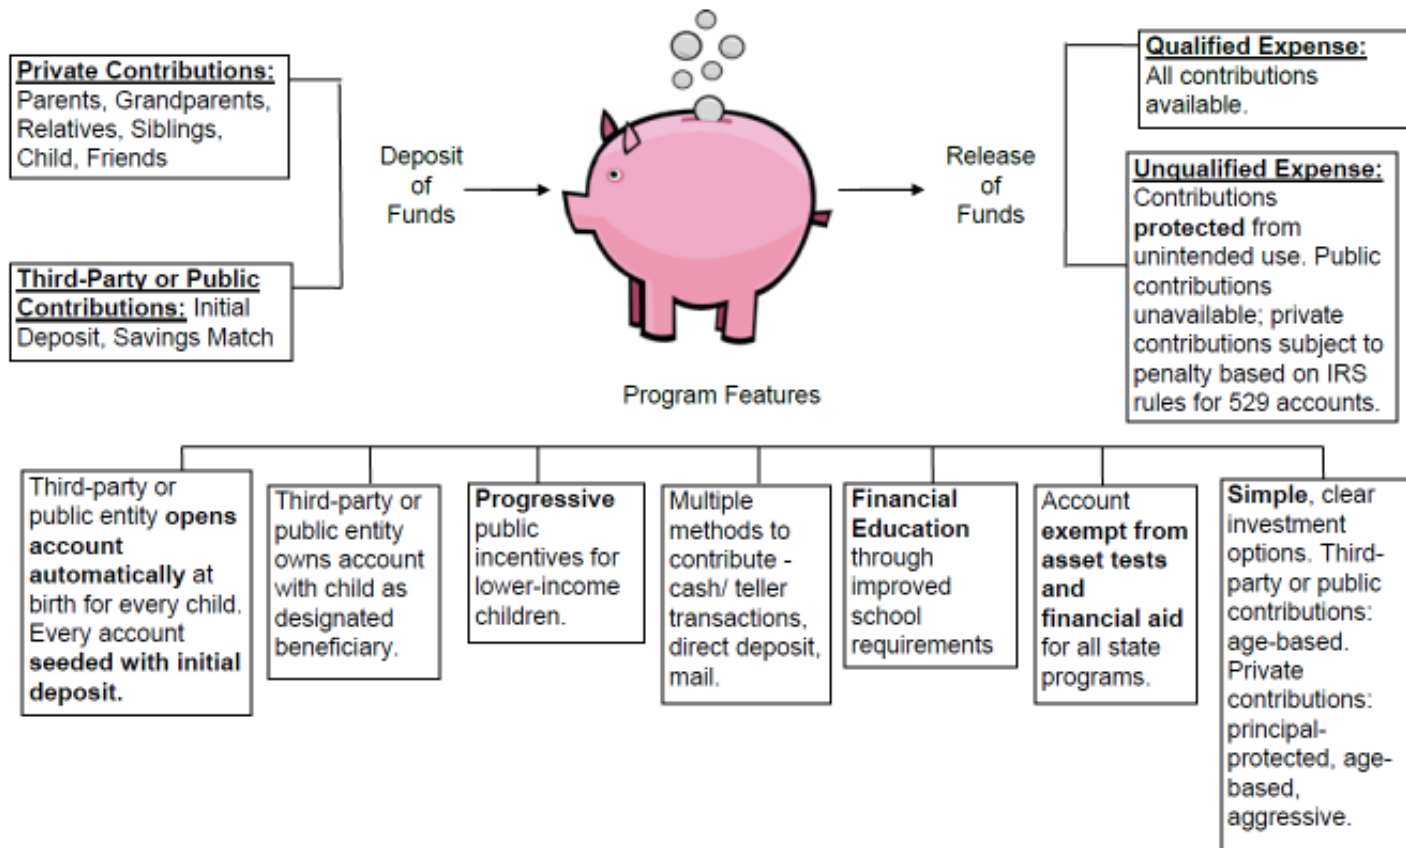 Private Contributions:
Parents, Grandparents,
Relatives, Siblings,
Child, Friends
Third-Party or Public
Contributions: Initial
Deposit, Savings Match
Deposit
of
Funds
Release
of
Funds
Qualified Expense:
All contributions
available.
Unqualified Expense:
Contributions
protected from
unintended use. Public
contributions
unavailable; private
contributions subject to
penalty based on IRS
rules for 529 accounts.
Program Features
Third-party or
public entity opens
account
automatically at
birth for every child.
Every account
seeded with initial
deposit.
Third-party or
public entity
owns account
with child as
designated
beneficiary.
Progressive
public
incentives for
lower-income
children.
Multiple
methods to
contribute -
cash/ teller
transactions,
direct deposit,
mail.
Financial
Education
through
improved
school
requirements
Account
exempt from
asset tests
and
financial aid
for all state
programs.
Simple, clear
investment
options. Third-
party or public
contributions:
age-based.
Private
contributions:
principal-
protected, age-
based,
aggressive.